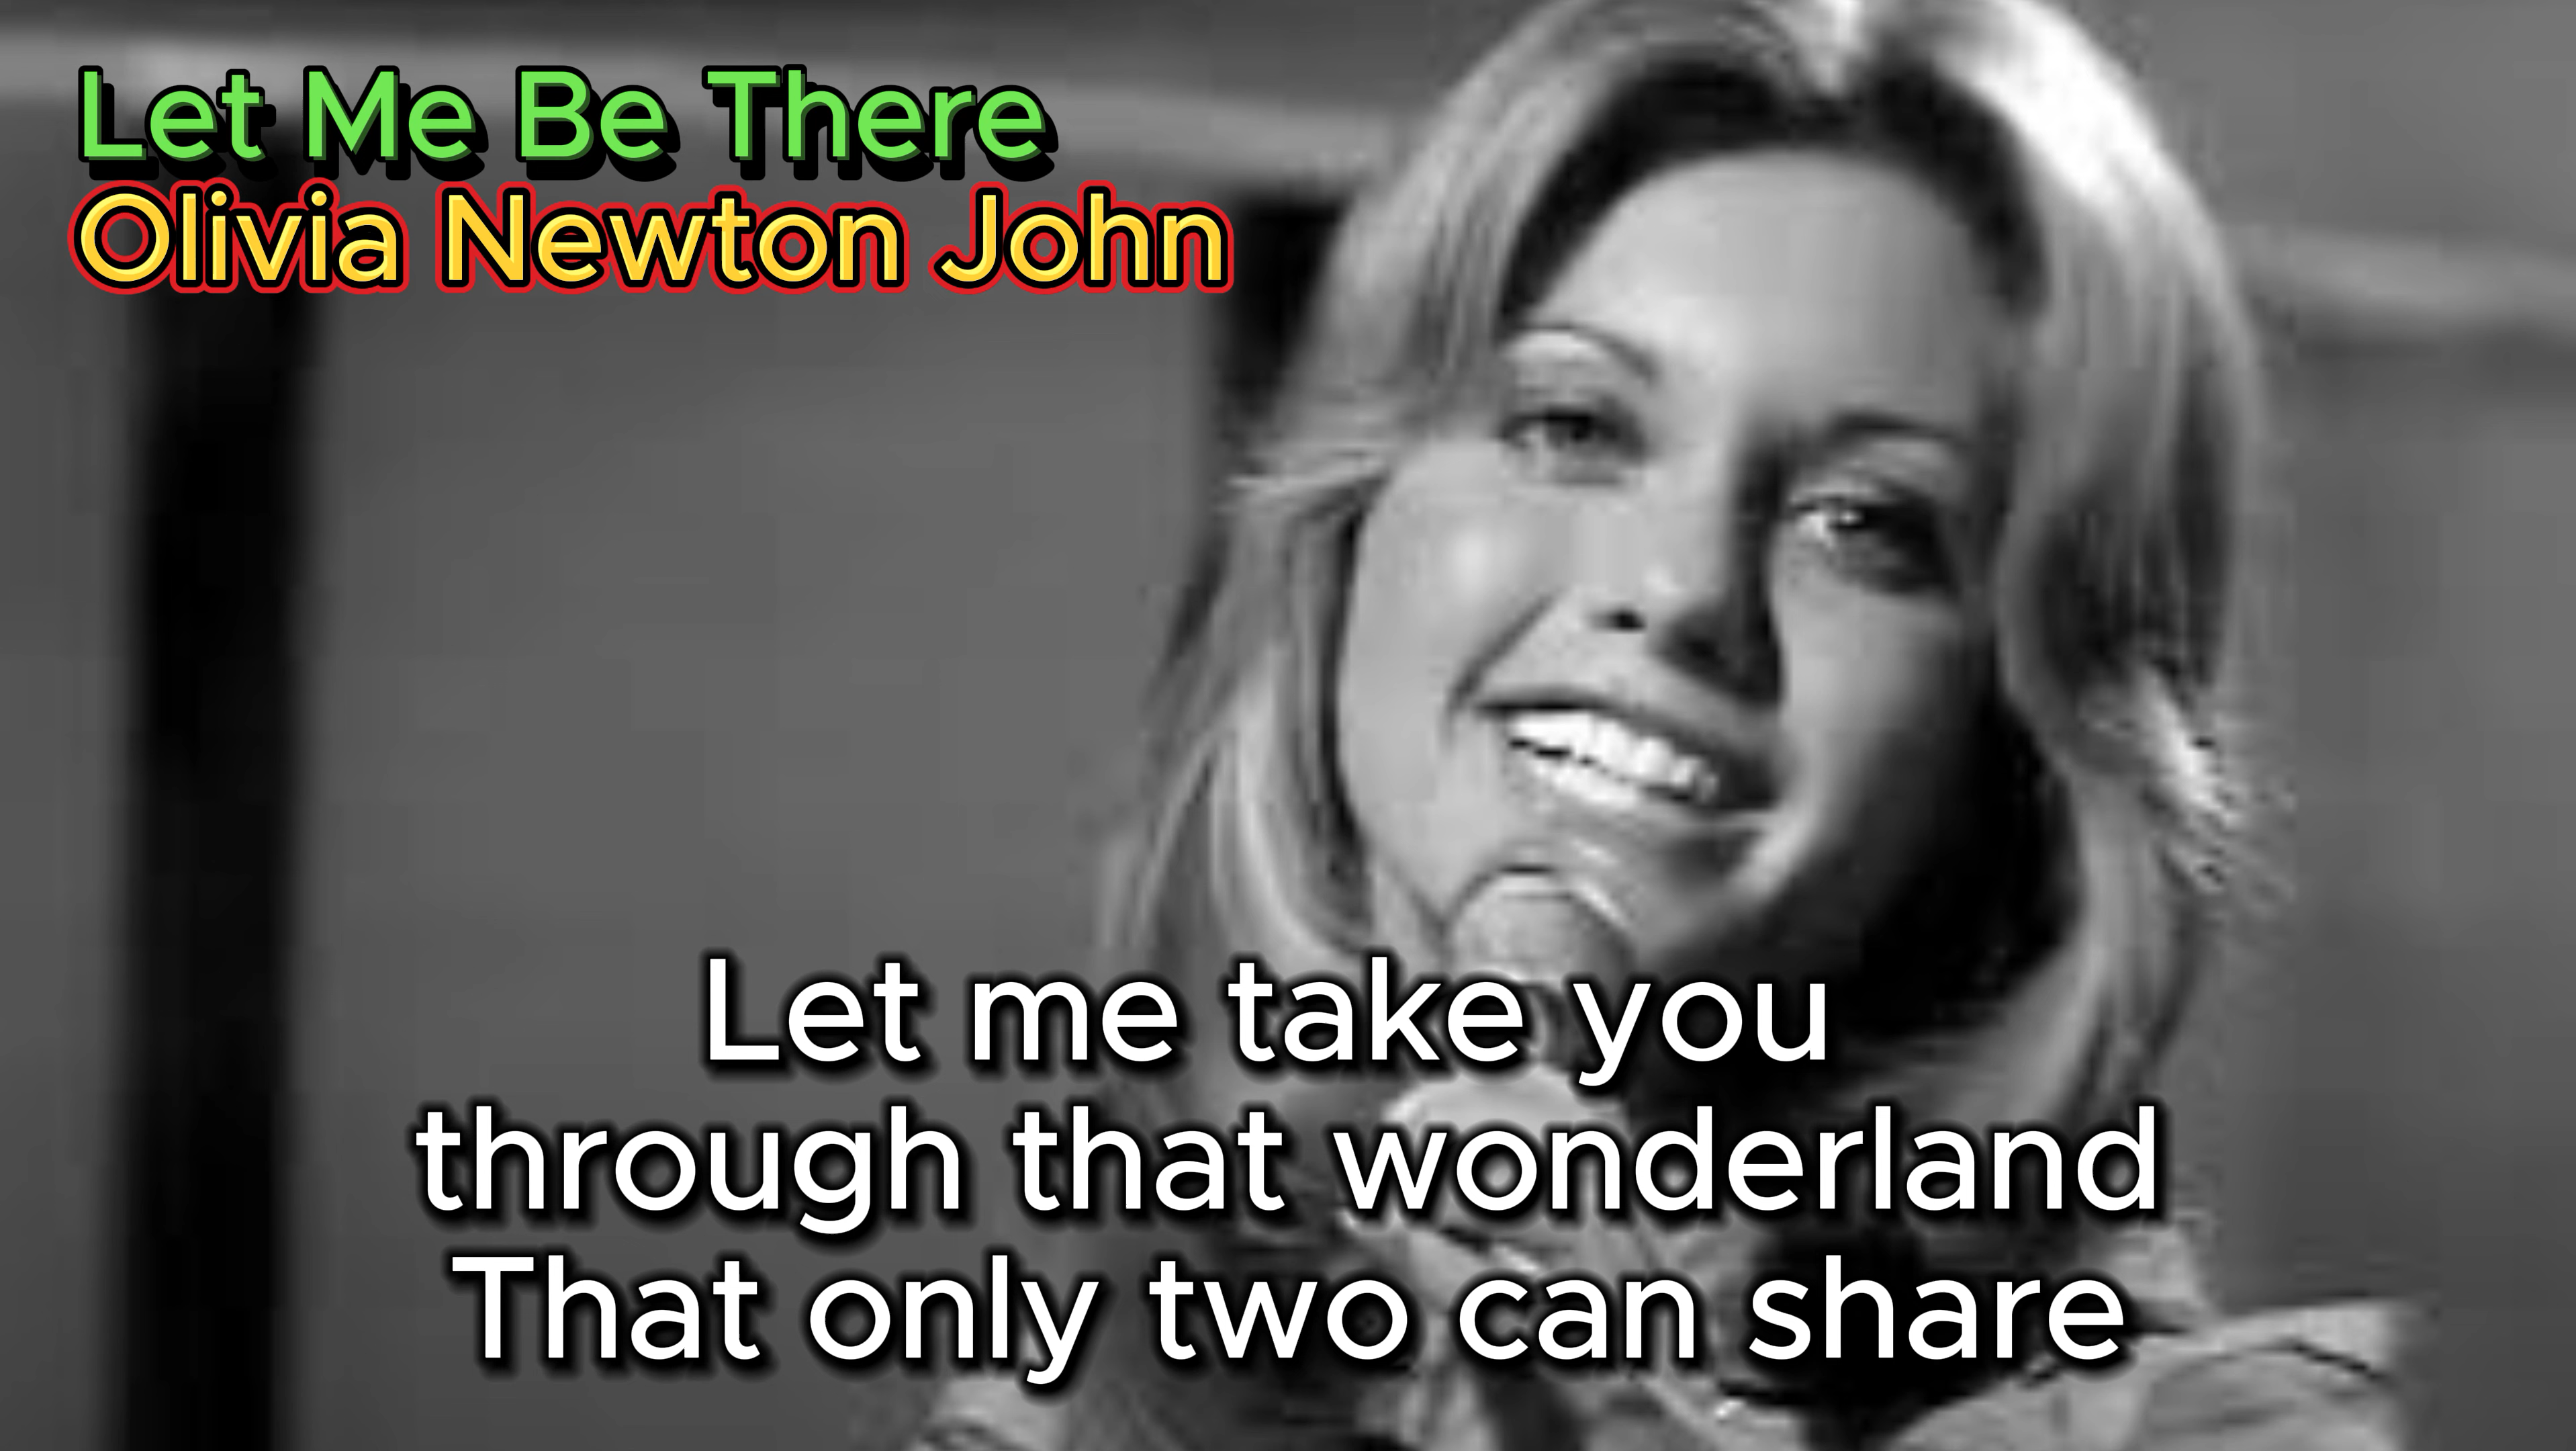 Let Me Be There
Olivia Newton John
Let me take you
through that wonderland
That only two can share